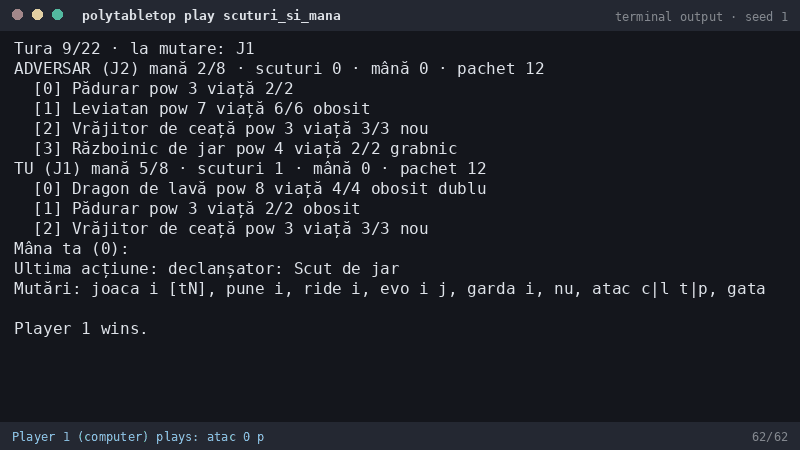 polytabletop play scuturi_si_mana
terminal output · seed 1
Tura 9/22 · la mutare: J1
ADVERSAR (J2) mană 2/8 · scuturi 0 · mână 0 · pachet 12
[0] Pădurar pow 3 viață 2/2
[1] Leviatan pow 7 viață 6/6 obosit
[2] Vrăjitor de ceață pow 3 viață 3/3 nou
[3] Războinic de jar pow 4 viață 2/2 grabnic
TU (J1) mană 5/8 · scuturi 1 · mână 0 · pachet 12
[0] Dragon de lavă pow 8 viață 4/4 obosit dublu
[1] Pădurar pow 3 viață 2/2 obosit
[2] Vrăjitor de ceață pow 3 viață 3/3 nou
Mâna ta (0):
Ultima acțiune: declanșator: Scut de jar
Mutări: joaca i [tN], pune i, ride i, evo i j, garda i, nu, atac c|l t|p, gata
Player 1 wins.
Player 1 (computer) plays: atac 0 p
62/62